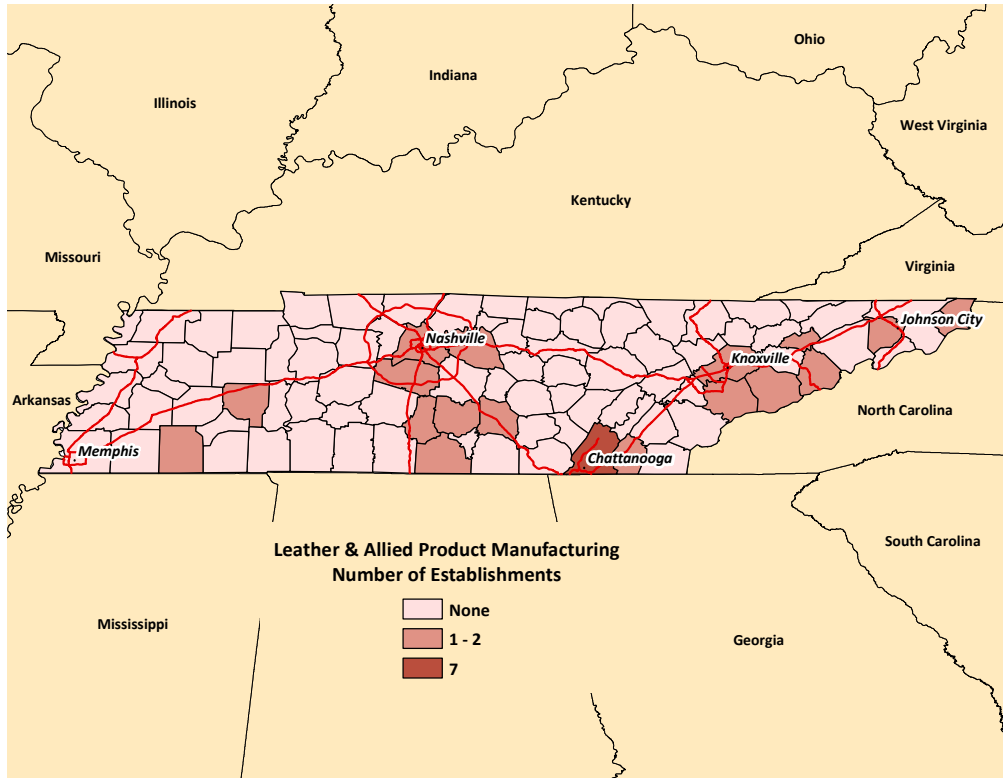 Ohio
Indiana
Illinois
West Virginia
Kentucky
Missouri
Virginia
Johnson City
Nashville
Knoxville
Arkansas
North Carolina
Memphis
Chattanooga
South Carolina
Leather & Allied Product Manufacturing
Number of Establishments
None
1 - 2
7
Mississippi
Georgia